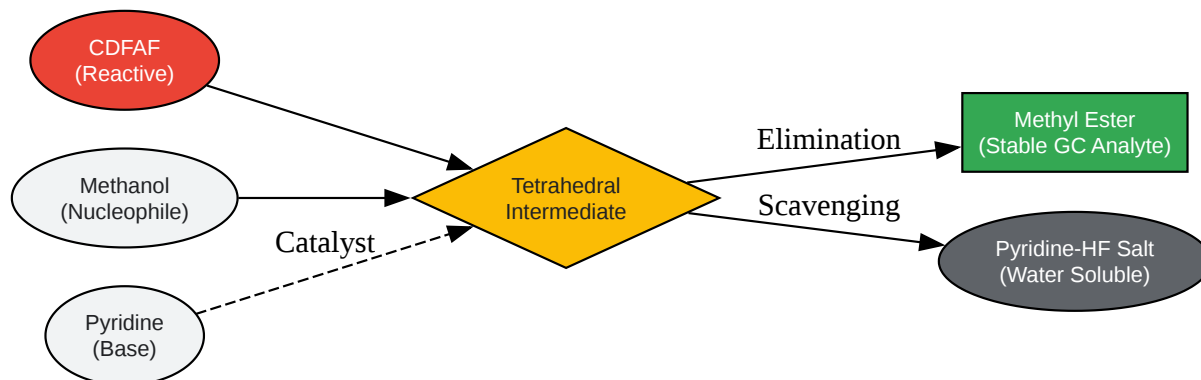 CDFAF
(Reactive)
Methanol
(Nucleophile)
Pyridine
(Base)
Catalyst
Tetrahedral
Intermediate
Elimination
Scavenging
Methyl Ester
(Stable GC Analyte)
Pyridine-HF Salt
(Water Soluble)